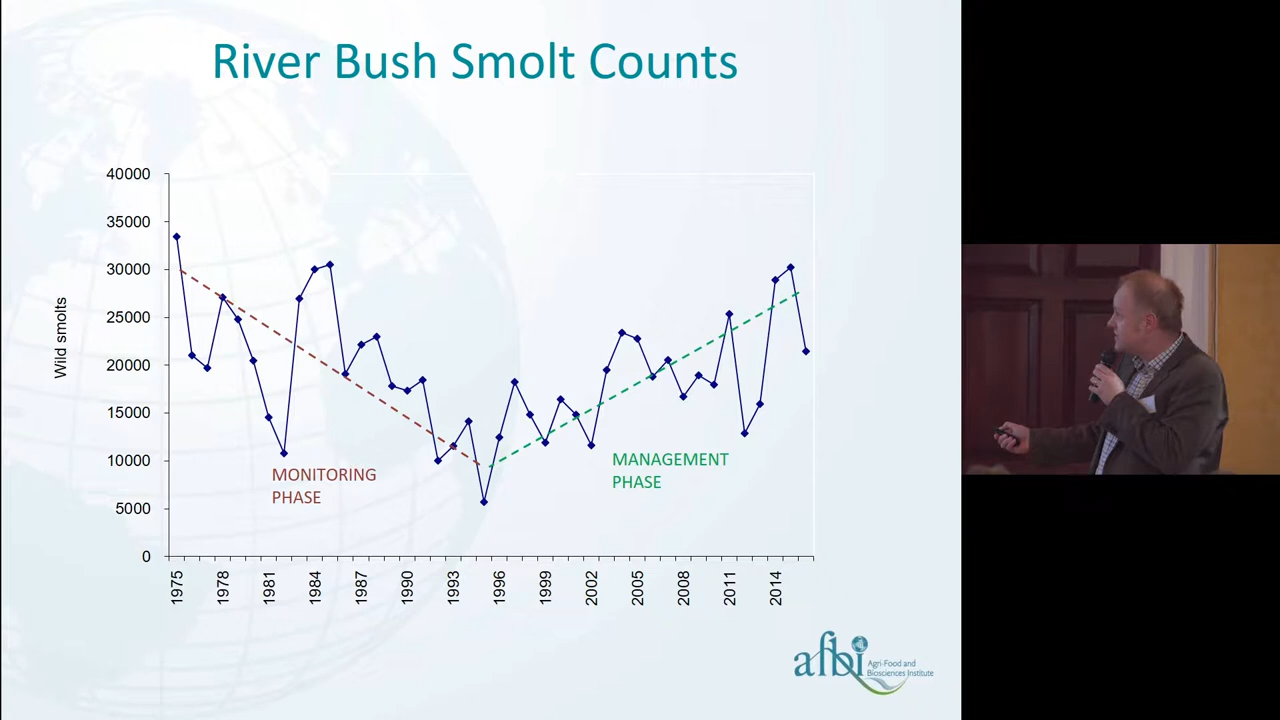 River Bush Smolt Counts
40000
35000
30000
25000
20000
15000
10000
5000
0
Wild smolts
MONITORING
PHASE
MANAGEMENT
PHASE
1975
1978
1981
1984
1987
1990
1993
1996
1999
2002
2005
2008
2011
2014
afbi
Agri-Food and
Biosciences Institute